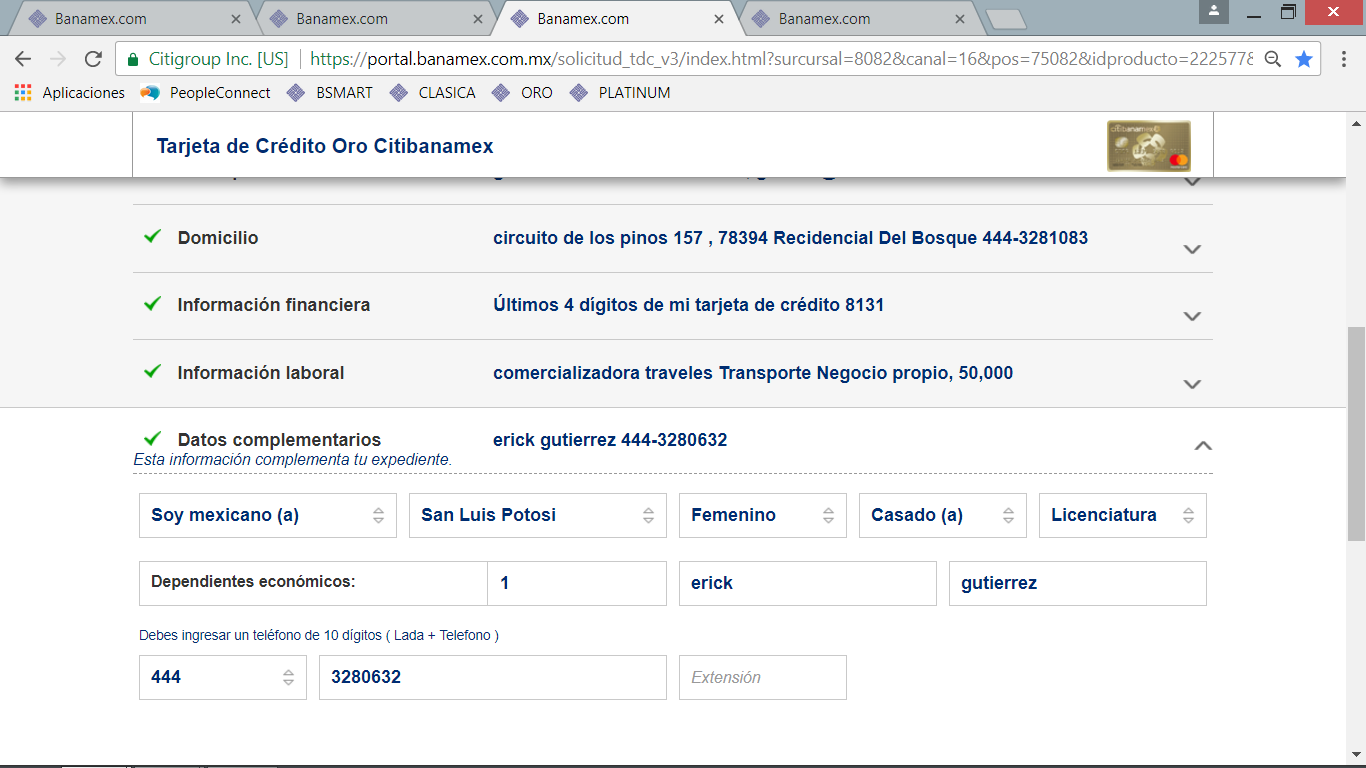 Banamex.com
Banamex.com
Banamex.com
Banamex.com
Citigroup Inc. [US] https://portal.banamex.com.mx/solicitud_tdc_v3/index.html?sursursal=8082&canal=16&pos=75082&idproducto=222577&
Aplicaciones PeopleConnect BSMART CLASICA ORO PLATINUM
Tarjeta de Crédito Oro Citibanamex
Domicilio circuito de los pinos 157 , 78394 Recidencial Del Bosque 444-3281083
Información financiera Últimos 4 dígitos de mi tarjeta de crédito 8131
Información laboral comercializadora traveles Transporte Negocio propio, 50,000
Datos complementarios erick gutierrez 444-3280632
Esta información complementa tu expediente.
Soy mexicano (a) San Luis Potosi Femenino Casado (a) Licenciatura
Dependientes económicos: 1 erick gutierrez
Debes ingresar un teléfono de 10 dígitos ( Lada + Telefono )
444 3280632 Extensión